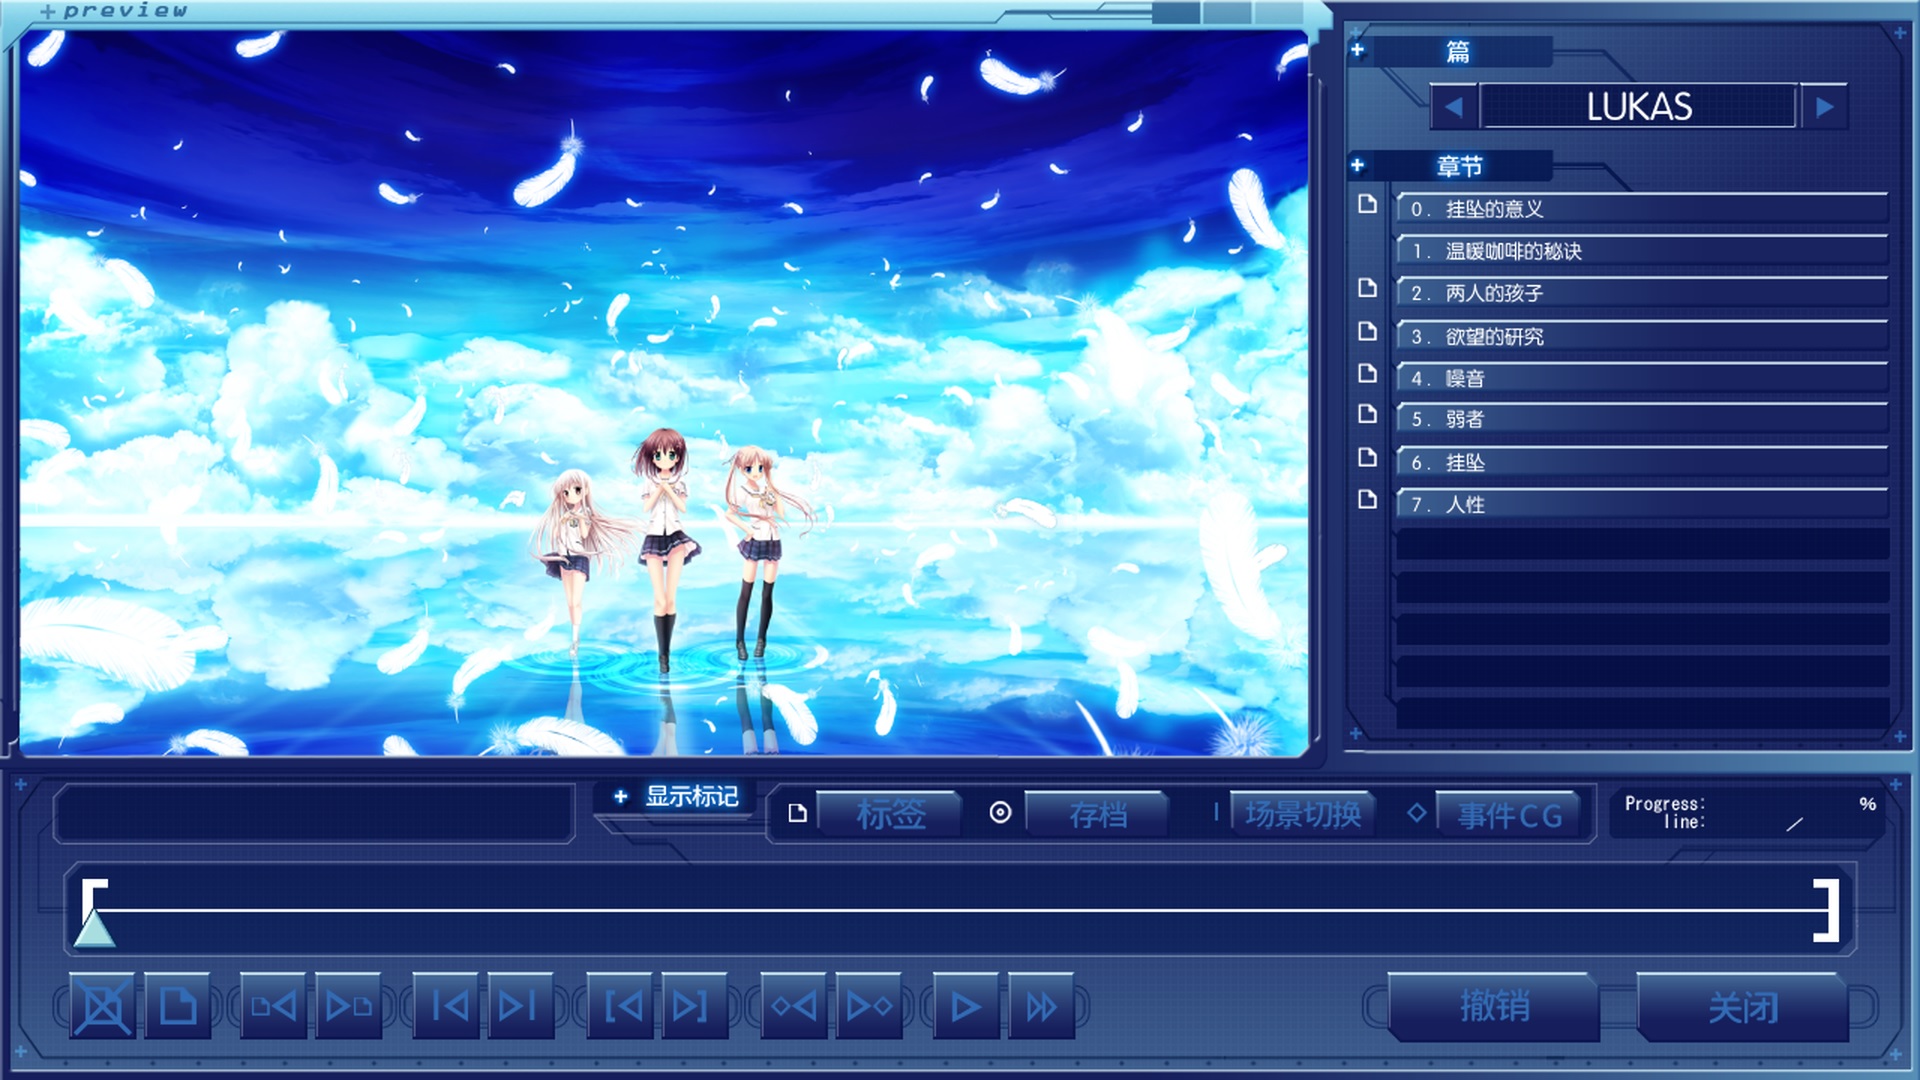 preview
篇
LUKAS
章节
0. 挂坠的意义
1. 温暖咖啡的秘诀
2. 两人的孩子
3. 欲望的研究
4. 噪音
5. 弱者
6. 挂坠
7. 人性
显示标记
标签
存档
场景切换
事件CG
Progress: %
line: /
撤销
关闭